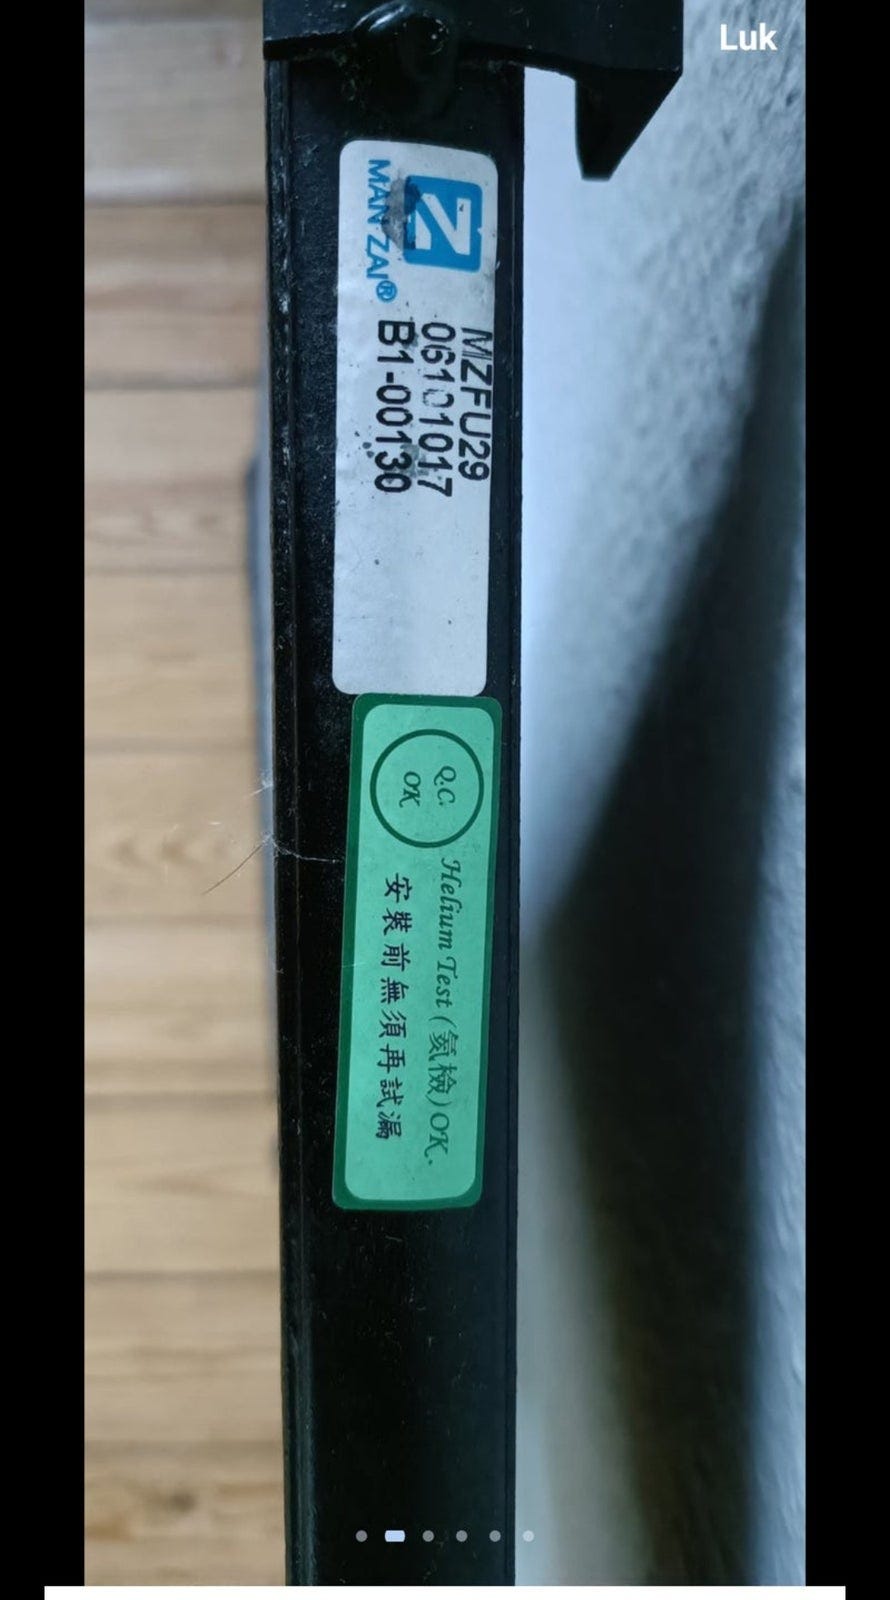 Luk
MAN ZAI®
MZFU29
06101017
B1-00130
Q.C.
OK
Helium Test (氦檢) OK.
安裝前無須再試漏